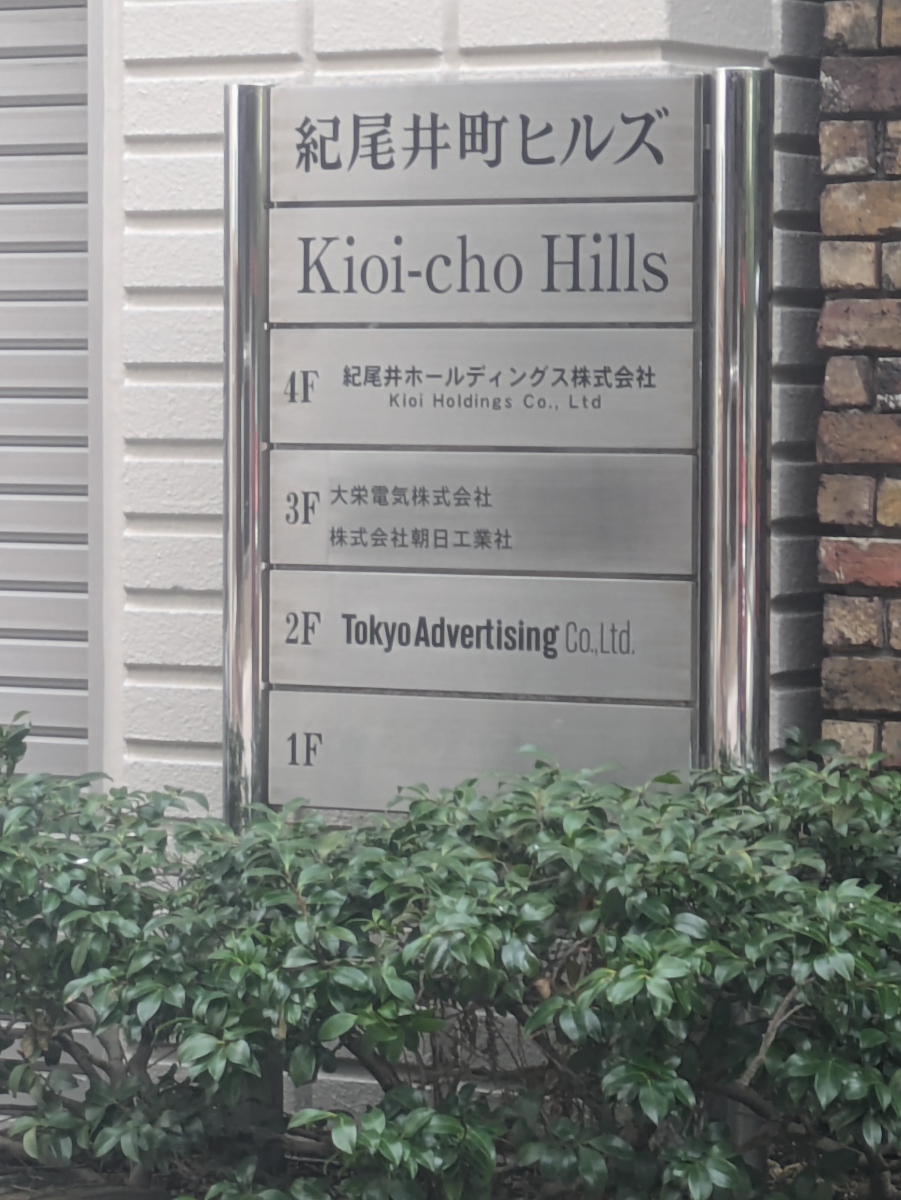 紀尾井町ヒルズ
Kioi-cho Hills
4F 紀尾井ホールディングス株式会社
Kioi Holdings Co., Ltd
3F 大栄電気株式会社
株式会社朝日工業社
2F Tokyo Advertising Co.,Ltd.
1F